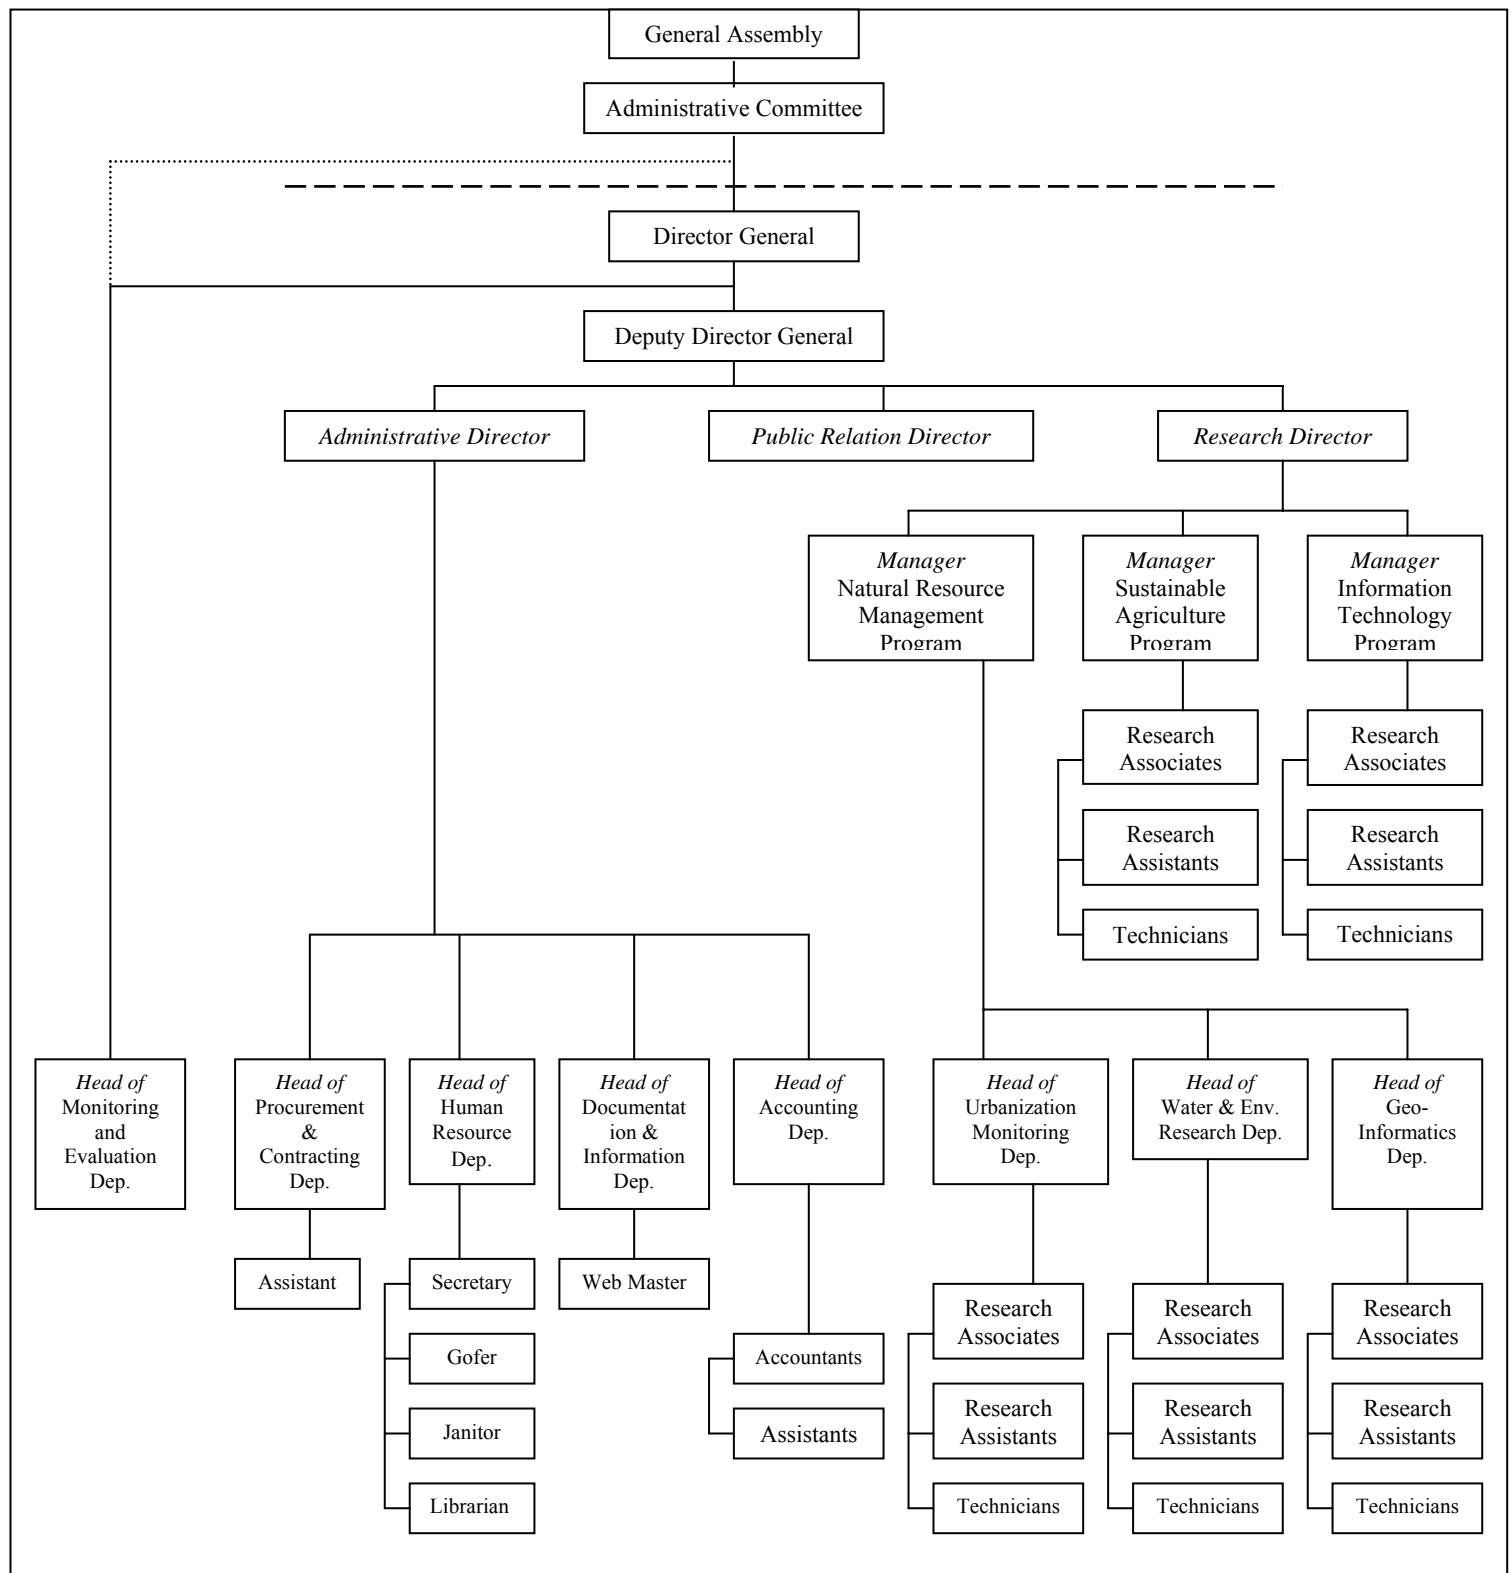 General Assembly
Administrative Committee
Director General
Deputy Director General
Administrative Director
Public Relation Director
Research Director
Manager
Natural Resource
Management
Program
Manager
Sustainable
Agriculture
Program
Manager
Information
Technology
Program
Research
Associates
Research
Assistants
Technicians
Research
Associates
Research
Assistants
Technicians
Head of
Monitoring
and
Evaluation
Dep.
Head of
Procurement
&
Contracting
Dep.
Head of
Human
Resource
Dep.
Head of
Documentat
ion &
Information
Dep.
Head of
Accounting
Dep.
Head of
Urbanization
Monitoring
Dep.
Head of
Water & Env.
Research Dep.
Head of
Geo-
Informatics
Dep.
Assistant
Secretary
Gofer
Janitor
Librarian
Web Master
Accountants
Assistants
Research
Associates
Research
Assistants
Technicians
Research
Associates
Research
Assistants
Technicians
Research
Associates
Research
Assistants
Technicians